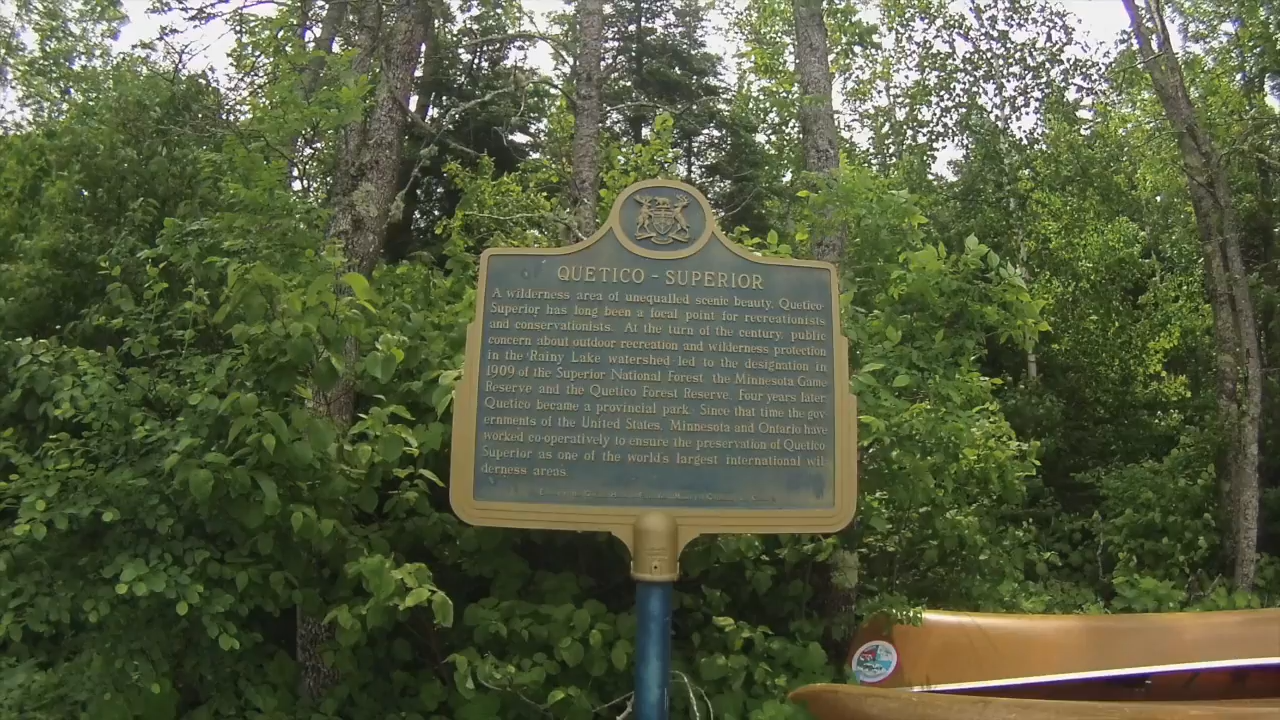 QUETICO - SUPERIOR
A wilderness area of unequalled scenic beauty, Quetico-
Superior has long been a focal point for recreationists
and conservationists. At the turn of the century, public
concern about outdoor recreation and wilderness protection
in the Rainy Lake watershed led to the designation in
1909 of the Superior National Forest, the Minnesota Game
Reserve and the Quetico Forest Reserve. Four years later
Quetico became a provincial park. Since that time the gov
ernments of the United States, Minnesota and Ontario have
worked co-operatively to ensure the preservation of Quetico
Superior as one of the world's largest international wil
derness areas.